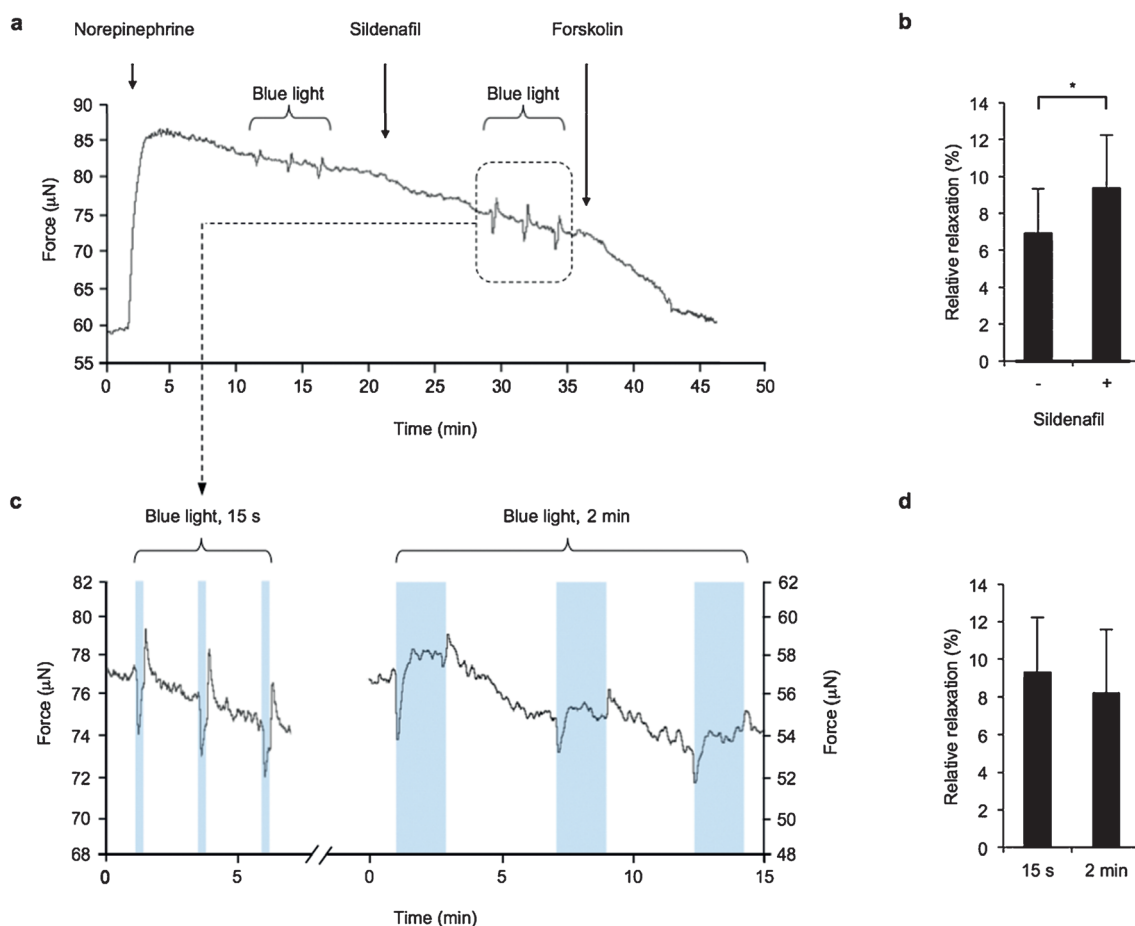 a
Norepinephrine
Sildenafil
Forskolin
Blue light
Blue light
Force (µN)
90
85
80
75
70
65
60
55
0 5 10 15 20 25 30 35 40 45 50
Time (min)
b
*
Relative relaxation (%)
14
12
10
8
6
4
2
0
- +
Sildenafil
c
Blue light, 15 s
Blue light, 2 min
Force (µN)
82
80
78
76
74
72
70
68
0 5 0 5 10 15
62
60
58
56
54
52
50
48
Force (µN)
Time (min)
d
Relative relaxation (%)
14
12
10
8
6
4
2
0
15 s 2 min